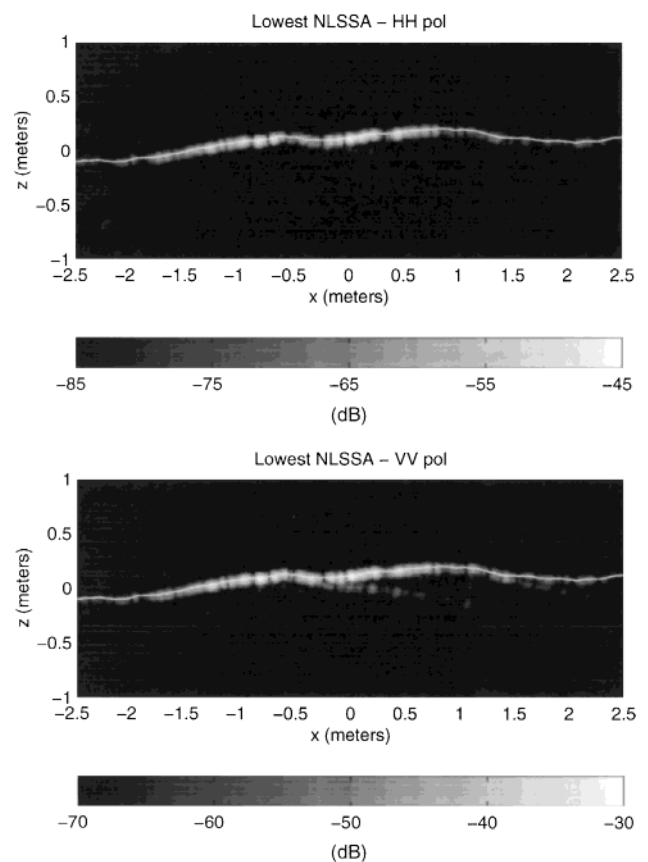 Lowest NLSSA – HH pol
1
0.5
0
−0.5
−1
z (meters)
−2.5 −2 −1.5 −1 −0.5 0 0.5 1 1.5 2 2.5
x (meters)
−85 −75 −65 −55 −45
(dB)
Lowest NLSSA – VV pol
1
0.5
0
−0.5
−1
z (meters)
−2.5 −2 −1.5 −1 −0.5 0 0.5 1 1.5 2 2.5
x (meters)
−70 −60 −50 −40 −30
(dB)